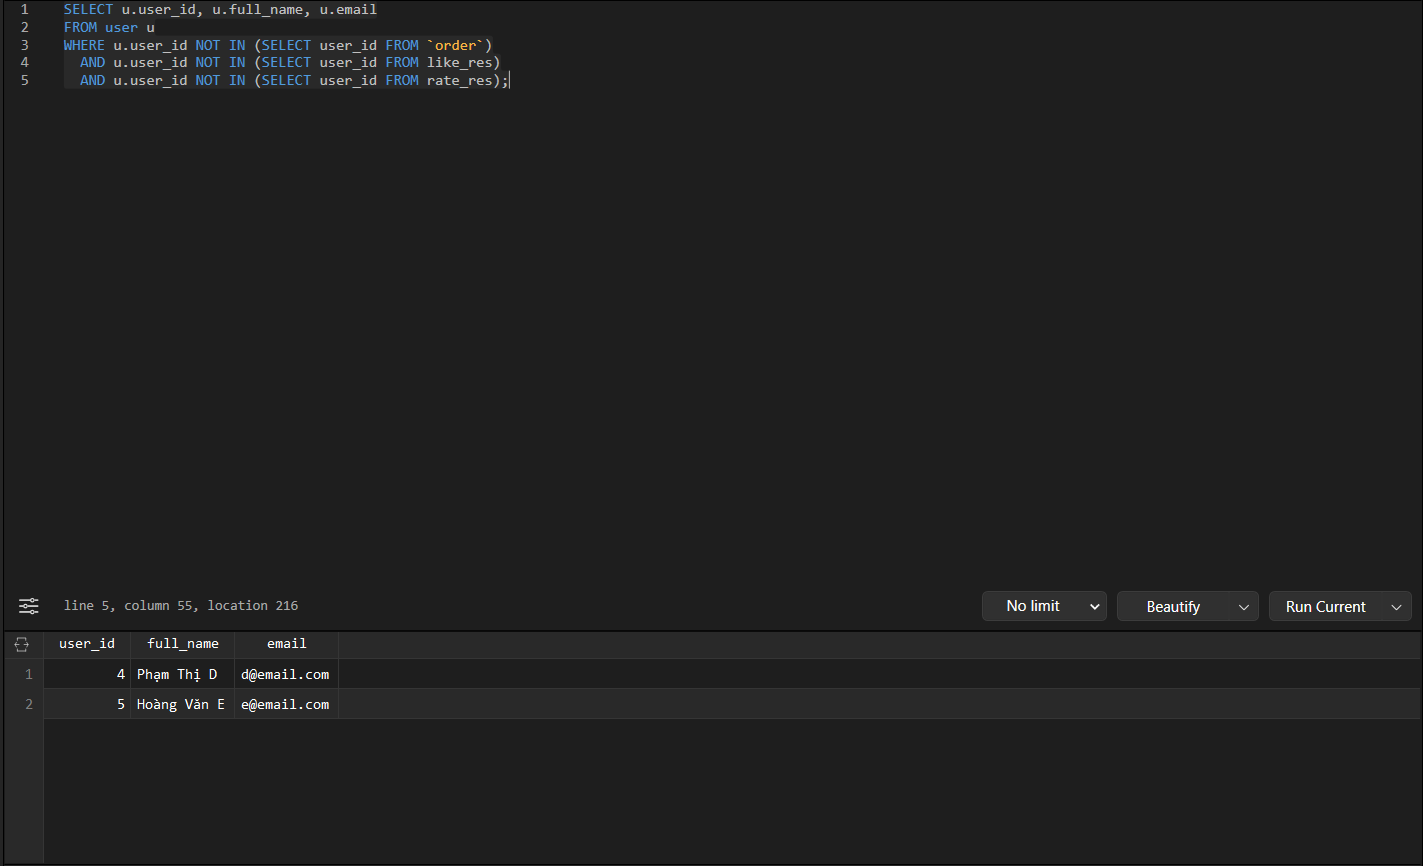 1 SELECT u.user_id, u.full_name, u.email
2 FROM user u
3 WHERE u.user_id NOT IN (SELECT user_id FROM `order`)
4 AND u.user_id NOT IN (SELECT user_id FROM like_res)
5 AND u.user_id NOT IN (SELECT user_id FROM rate_res);
line 5, column 55, location 216 No limit Beautify Run Current
user_id full_name email
1 4 Phạm Thị D d@email.com
2 5 Hoàng Văn E e@email.com